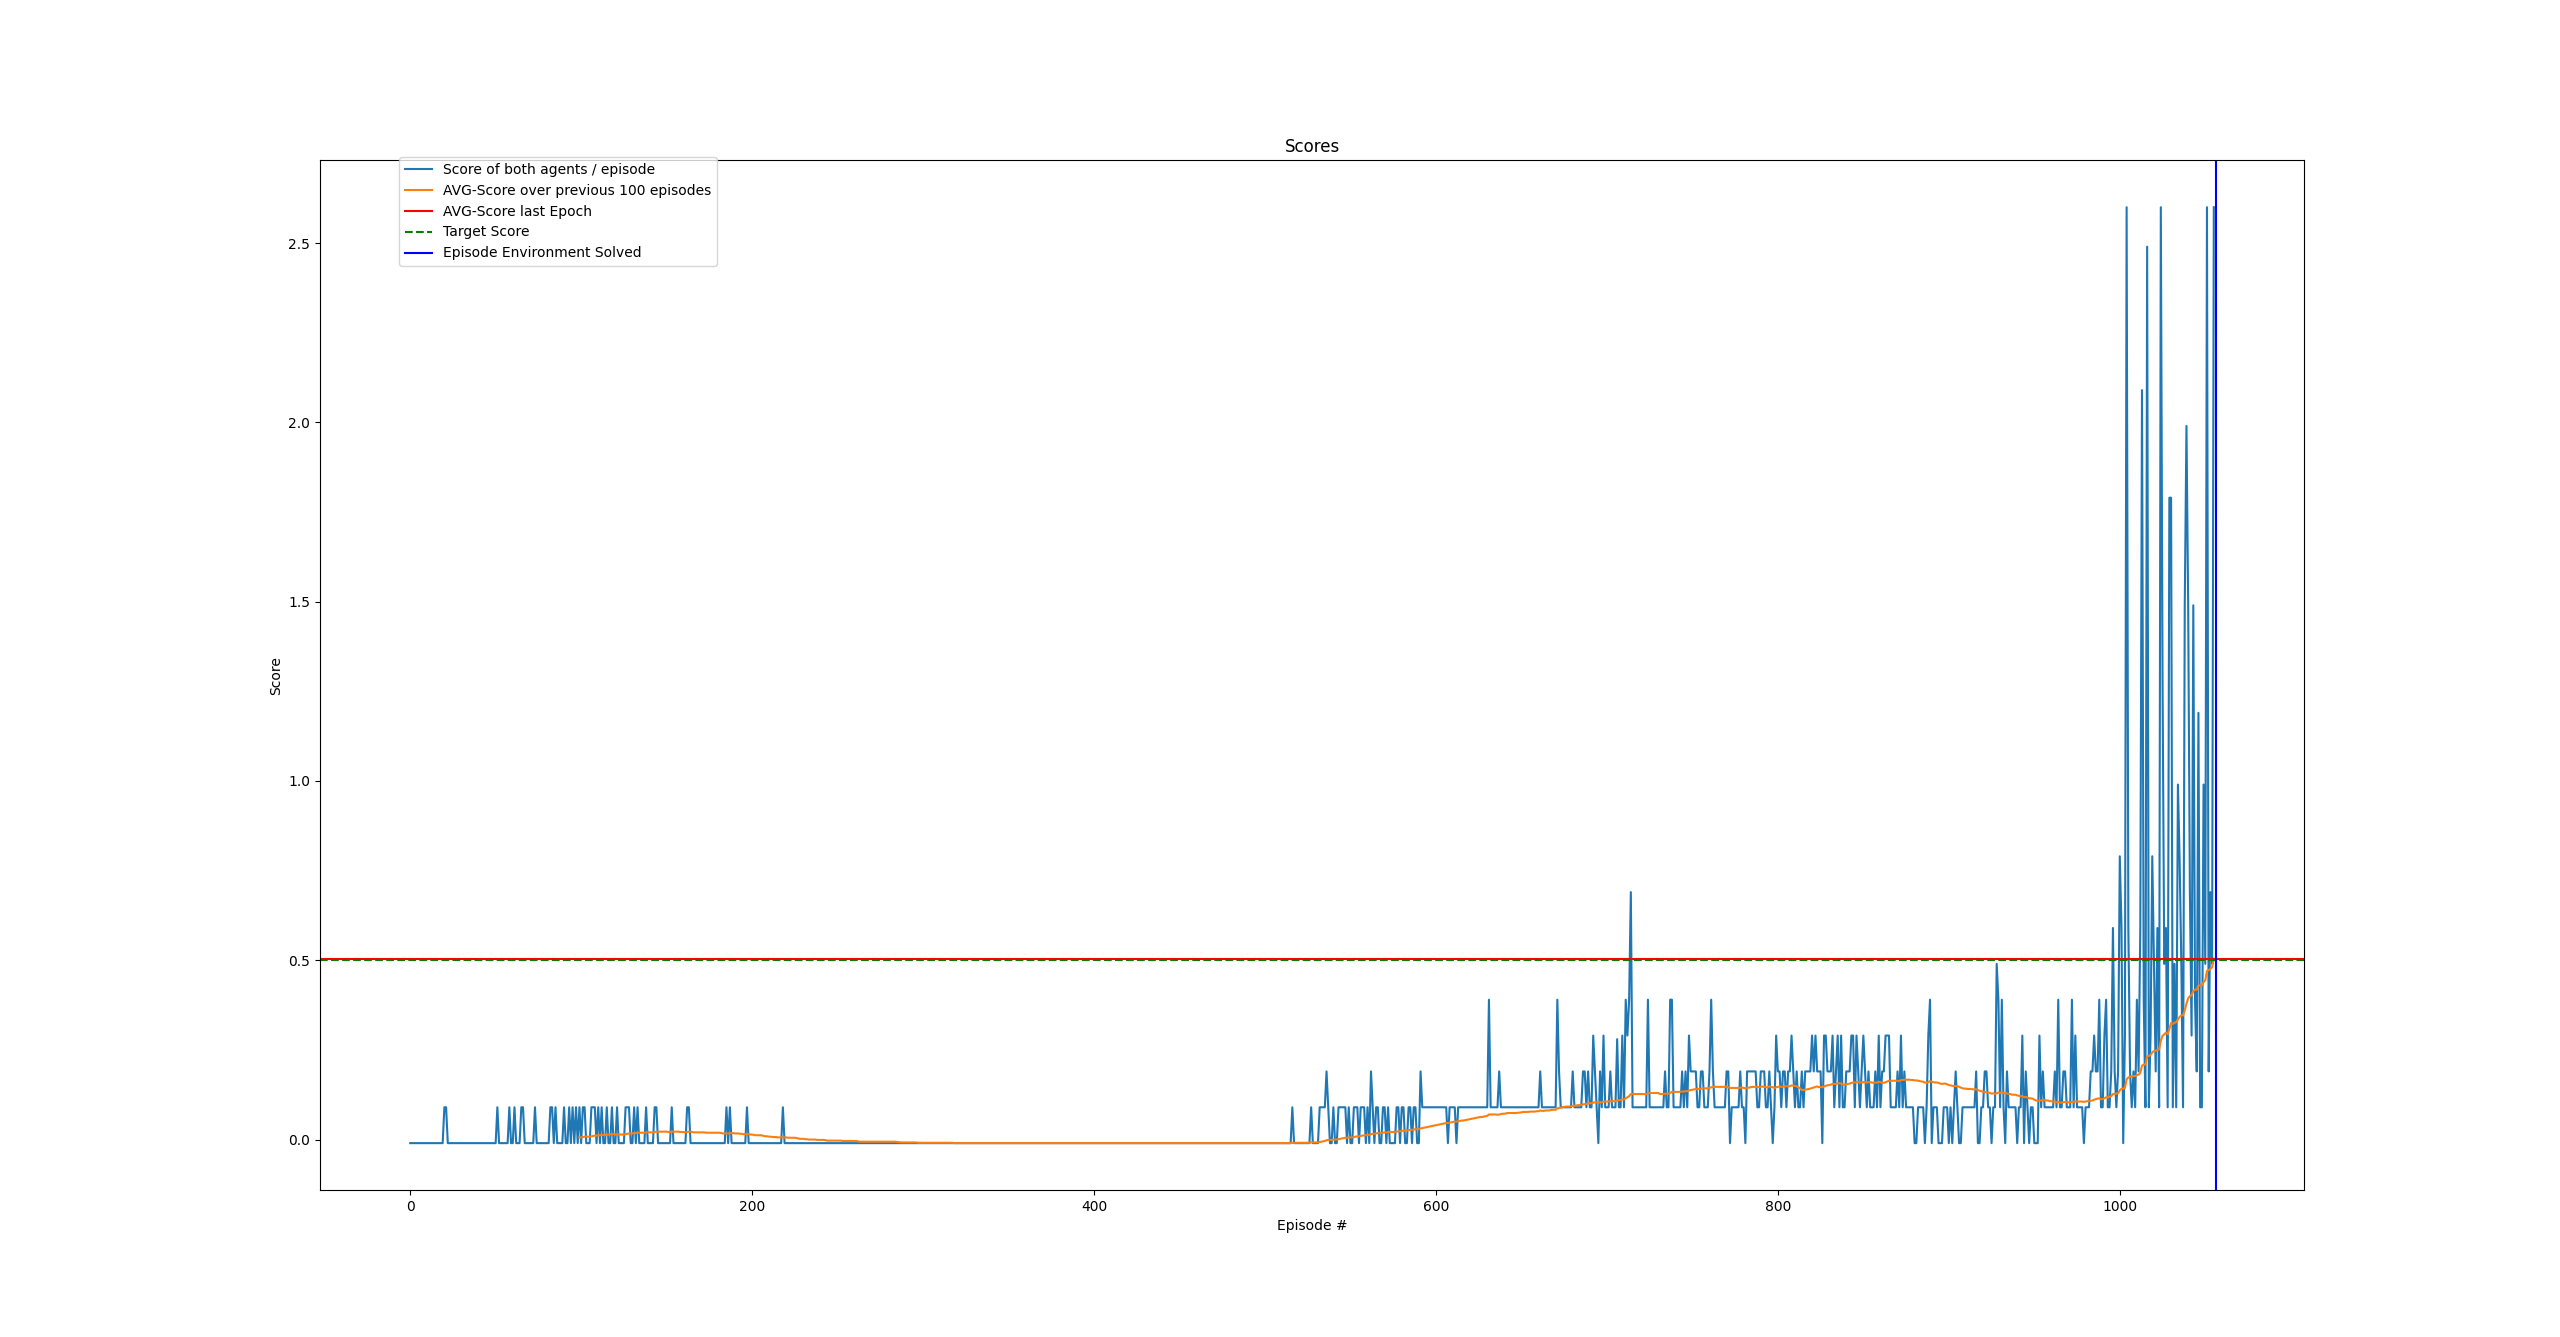 Scores
Score of both agents / episode
AVG-Score over previous 100 episodes
AVG-Score last Epoch
Target Score
Episode Environment Solved
2.5
2.0
1.5
1.0
0.5
0.0
Score
0 200 400 600 800 1000
Episode #